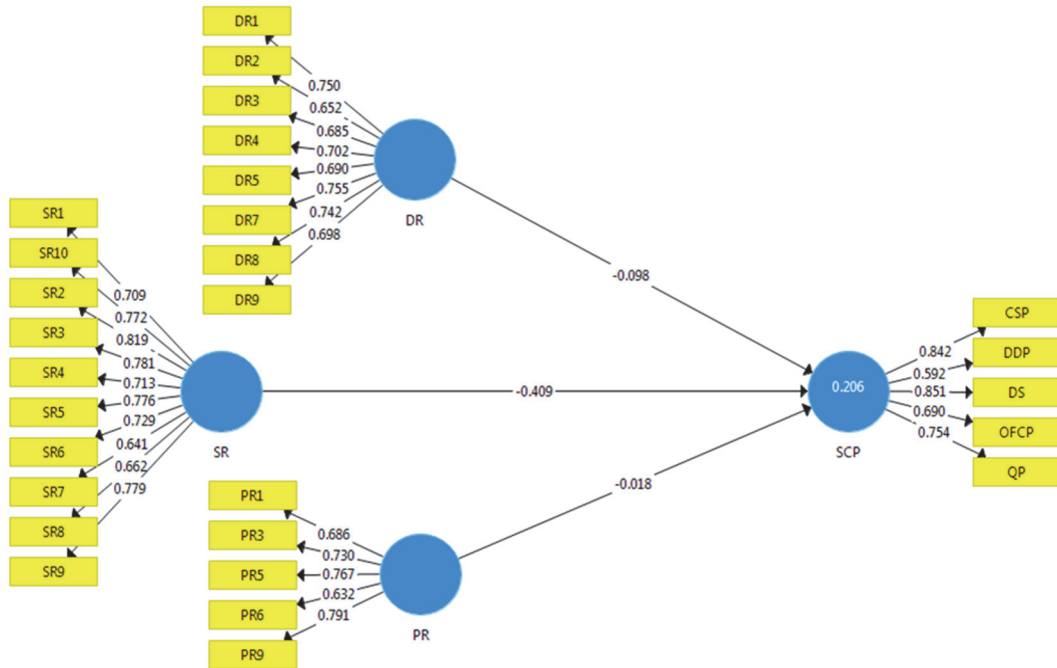 DR1
DR2
DR3
DR4
DR5
DR7
DR8
DR9
0.750
0.652
0.685
0.702
0.690
0.755
0.742
0.698
DR
SR1
SR10
SR2
SR3
SR4
SR5
SR6
SR7
SR8
SR9
0.709
0.772
0.819
0.781
0.713
0.776
0.729
0.641
0.662
0.779
SR
PR1
PR3
PR5
PR6
PR9
0.686
0.730
0.767
0.632
0.791
PR
-0.098
-0.409
-0.018
0.206
SCP
0.842
0.592
0.851
0.690
0.754
CSP
DDP
DS
OFCP
QP